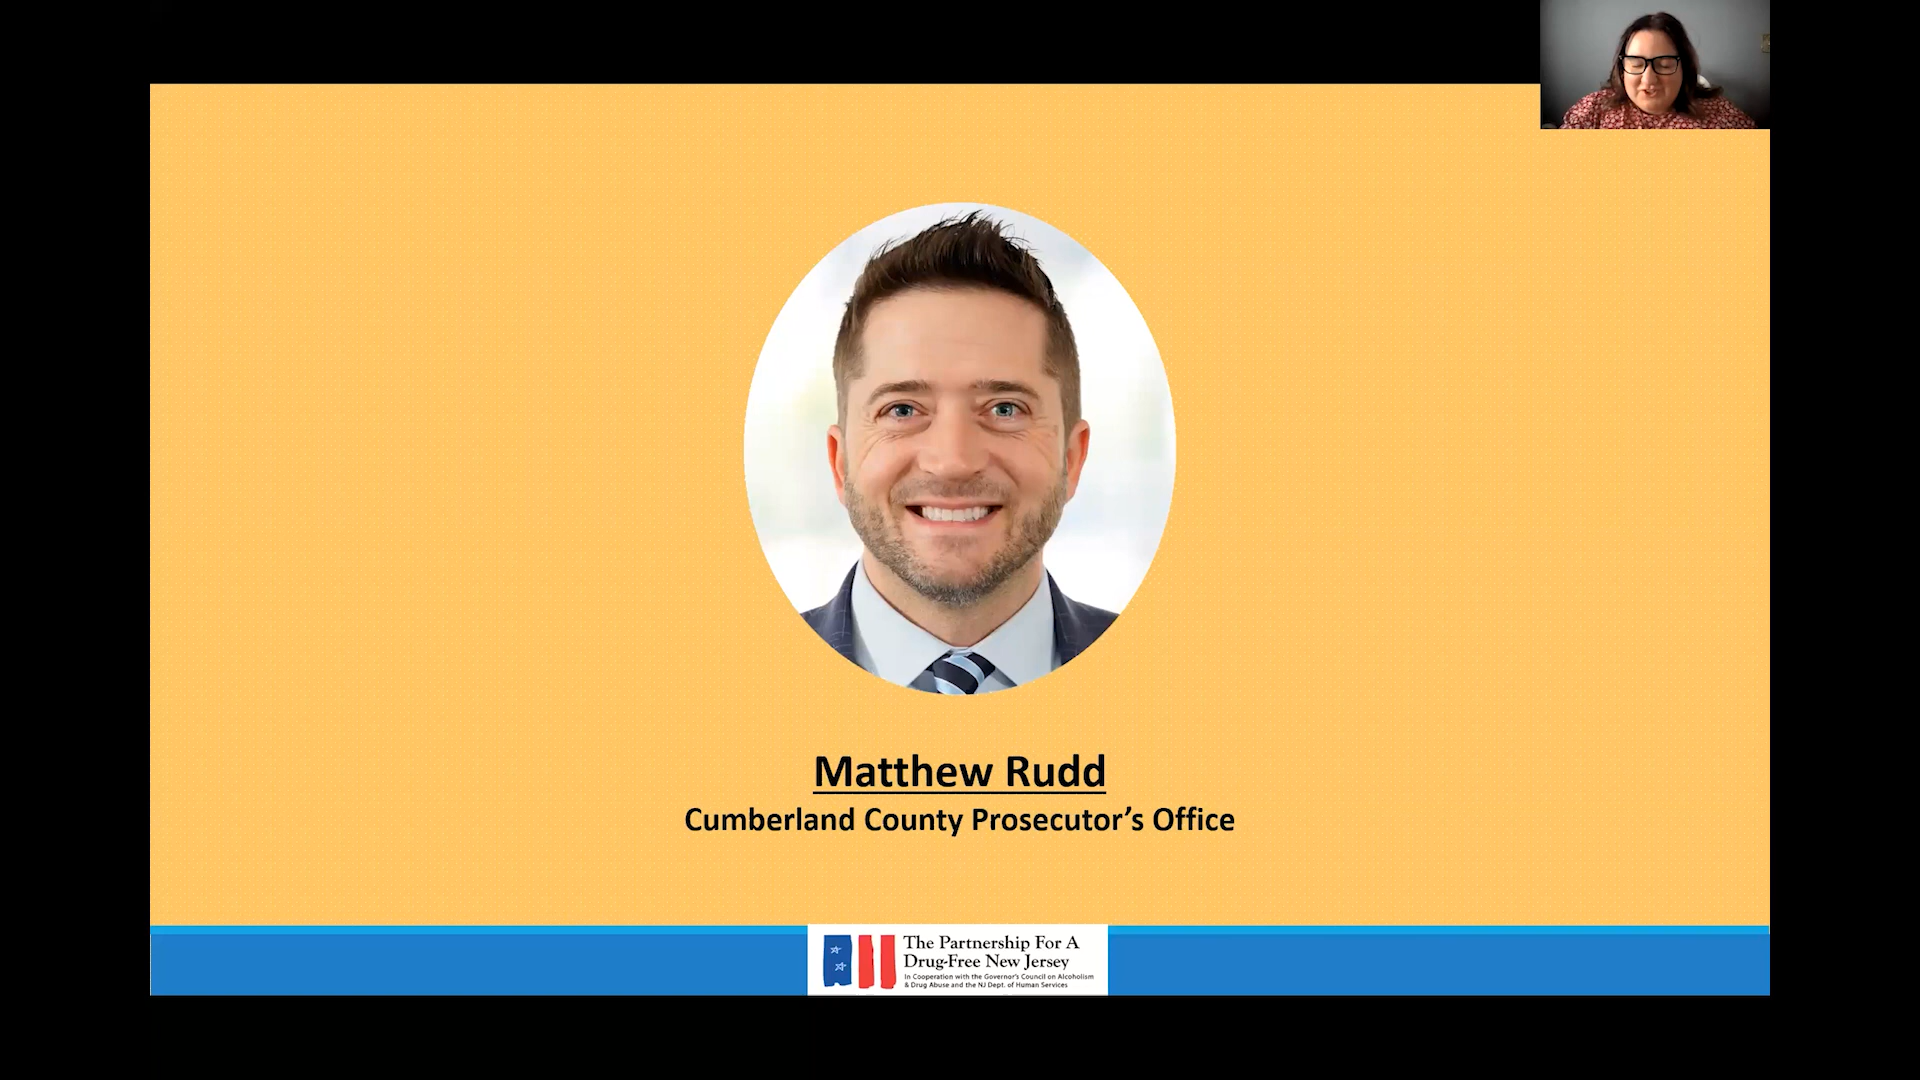 Matthew Rudd
Cumberland County Prosecutor’s Office
The Partnership For A
Drug-Free New Jersey
In Cooperation with the Governor's Council on Alcoholism
& Drug Abuse and the NJ Dept. of Human Services